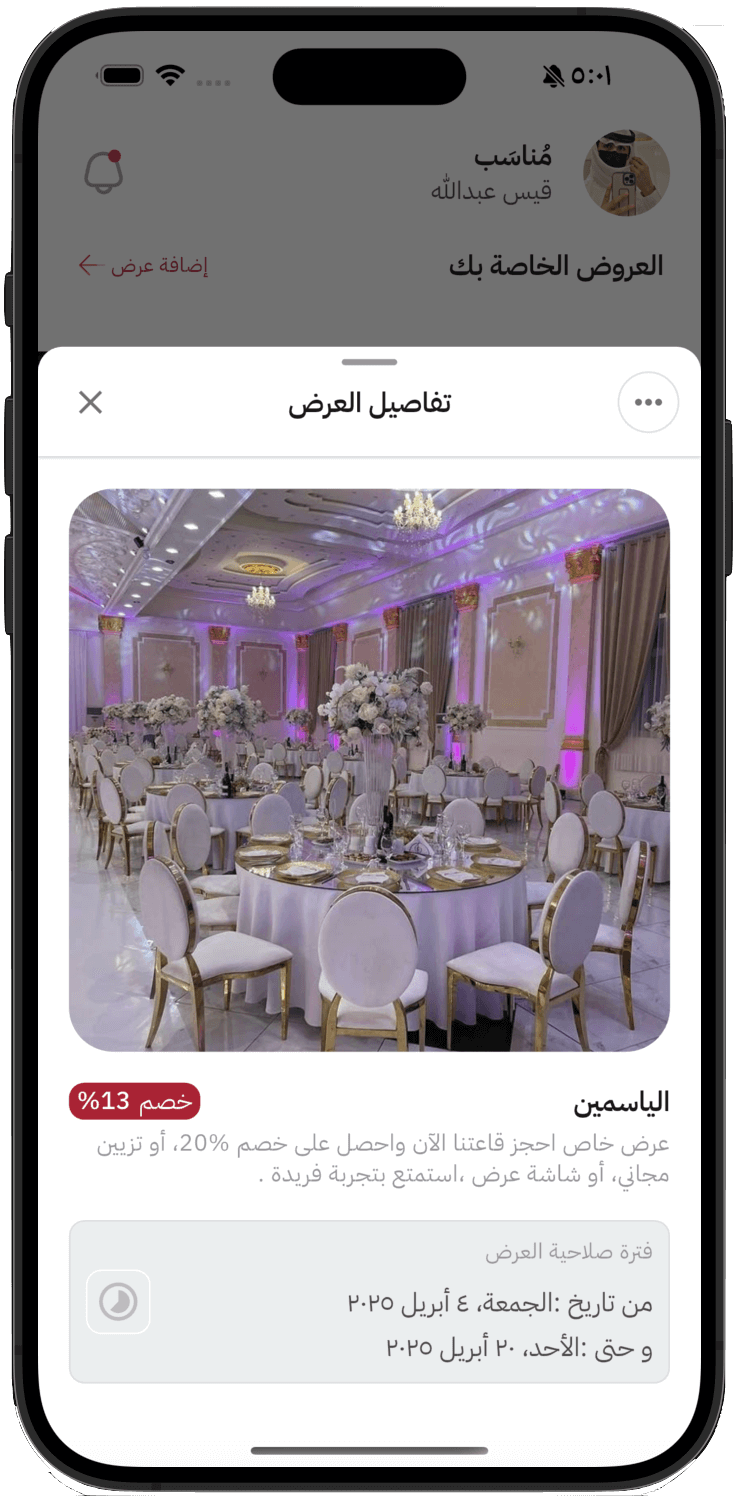 ٥:٠١
مُناسَب
قيس عبدالله
العروض الخاصة بك
إضافة عرض
تفاصيل العرض
الياسمين
خصم 13%
عرض خاص احجز قاعتنا الآن واحصل على خصم 20%، أو تزيين
مجاني، أو شاشة عرض ،استمتع بتجربة فريدة .
فترة صلاحية العرض
من تاريخ :الجمعة، ٤ أبريل ٢٠٢٥
و حتى :الأحد، ٢٠ أبريل ٢٠٢٥